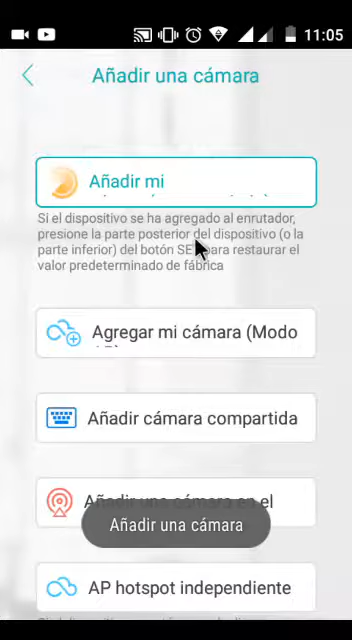 11:05
Añadir una cámara
Añadir mi
Si el dispositivo se ha agregado al enrutador,
presione la parte posterior del dispositivo (o la
parte inferior) del botón SET para restaurar el
valor predeterminado de fábrica
Agregar mi cámara (Modo
Añadir cámara compartida
Añadir una cámara en el
Añadir una cámara
AP hotspot independiente